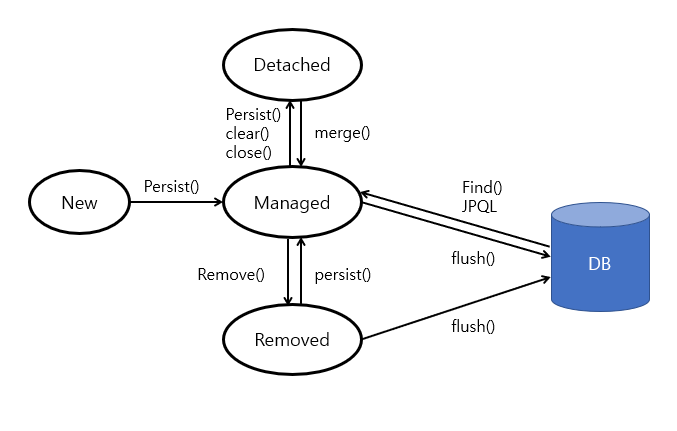 Detached
Persist()
clear()
close()
merge()
New
Persist()
Managed
Find()
JPQL
flush()
DB
Remove()
persist()
Removed
flush()